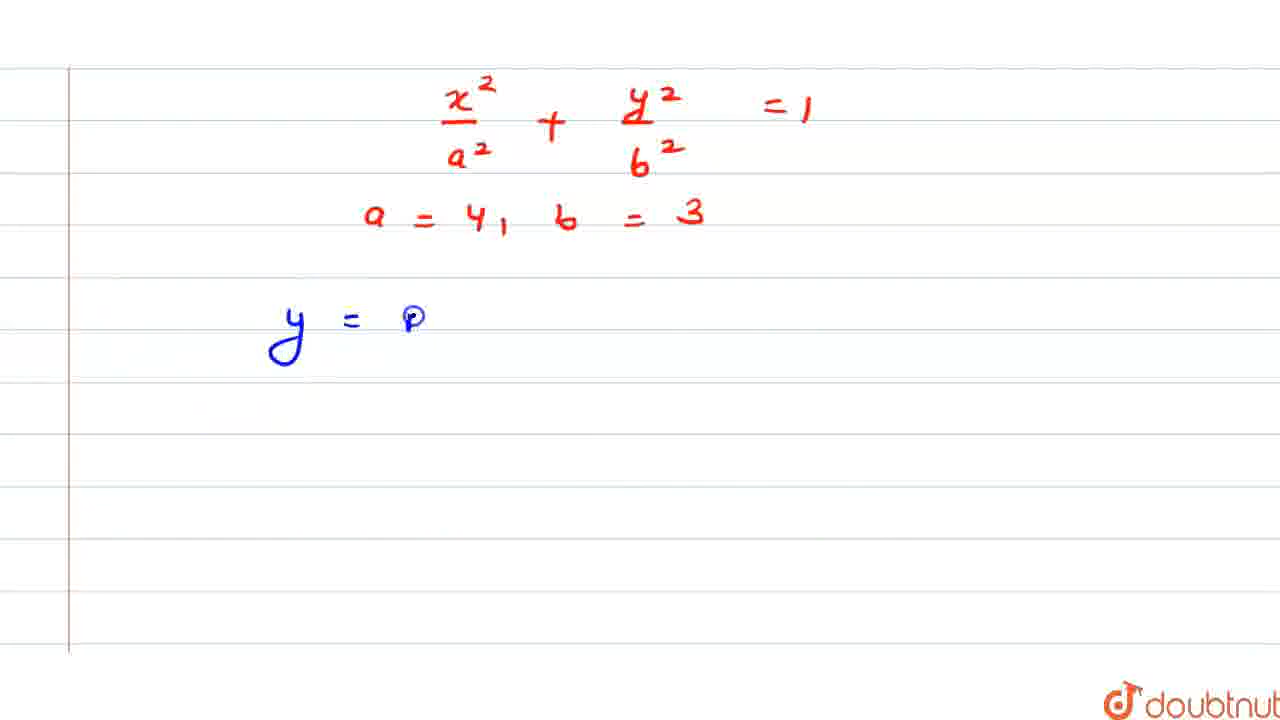 x²/a² + y²/b² = 1
a = 4, b = 3
y =
doubtnut